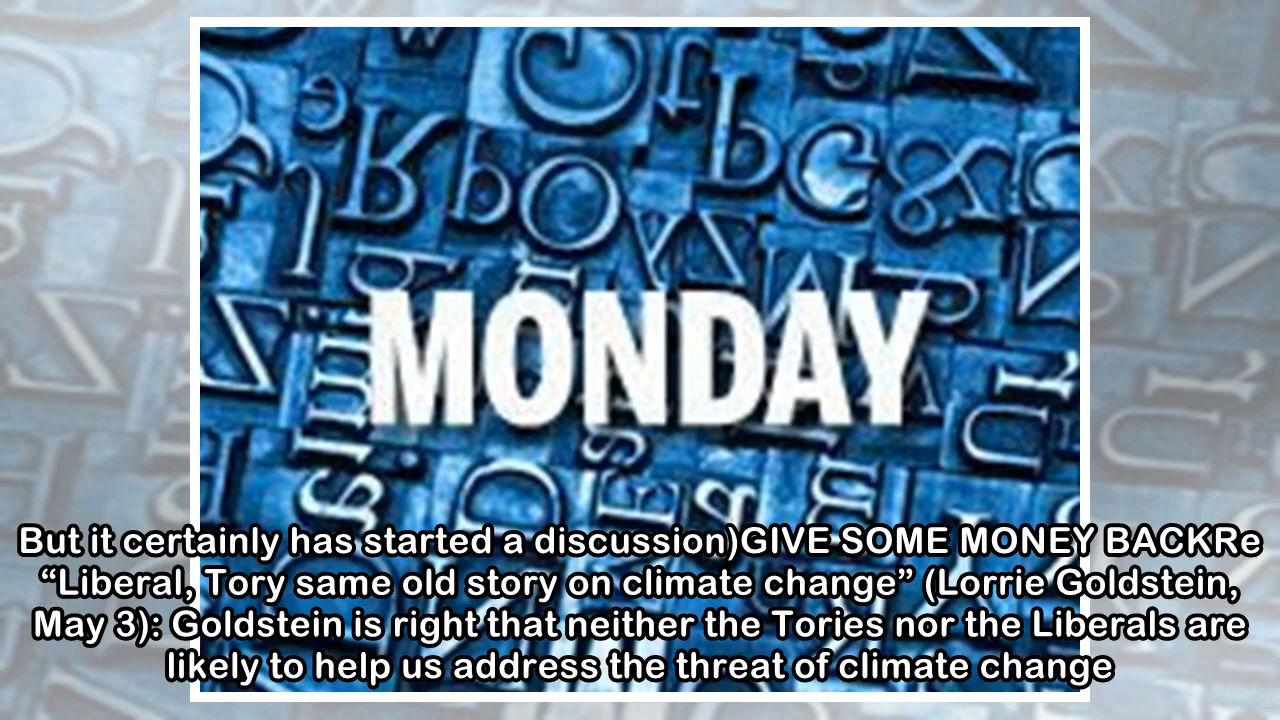 MONDAY
But it certainly has started a discussion)GIVE SOME MONEY BACKRe
“Liberal, Tory same old story on climate change” (Lorrie Goldstein,
May 3): Goldstein is right that neither the Tories nor the Liberals are
likely to help us address the threat of climate change